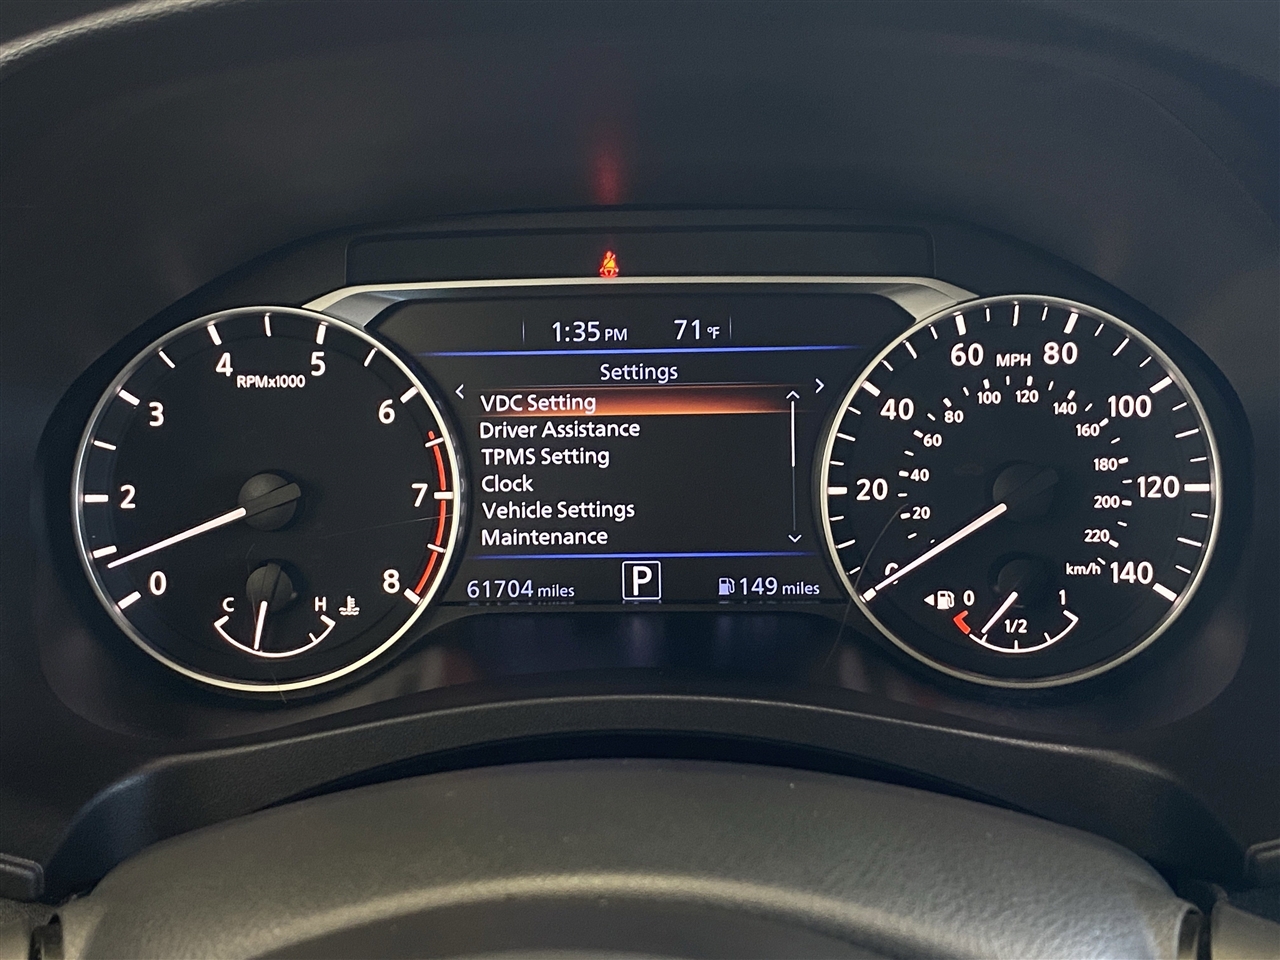 1:35 PM 71 °F
Settings
VDC Setting
Driver Assistance
TPMS Setting
Clock
Vehicle Settings
Maintenance
61704 miles P 149 miles
0 2 3 4 5 6 7 8
RPMx1000
C H
0 20 40 60 80 100 120 140
MPH
20 40 60 80 100 120 140 160 180 200 220
km/h
0 1/2 1